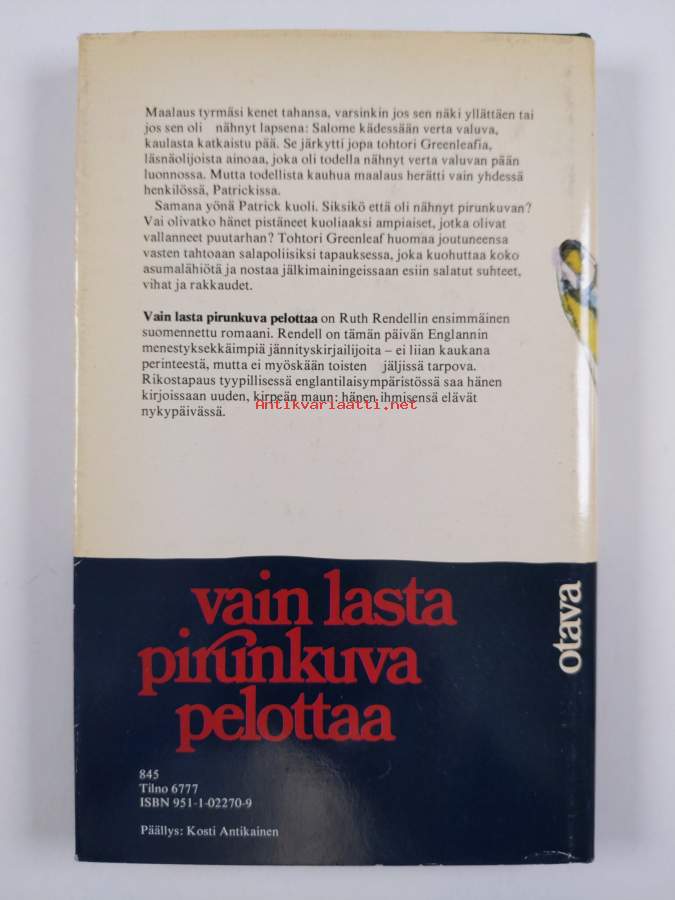 Maalaus tyrmäsi kenet tahansa, varsinkin jos sen näki yllättäen tai
jos sen oli nähnyt lapsena: Salome kädessään verta valuva,
kaulasta katkaistu pää. Se järkytti jopa tohtori Greenleafia,
läsnäolijoista ainoaa, joka oli todella nähnyt verta valuvan pään
luonnossa. Mutta todellista kauhua maalaus herätti vain yhdessä
henkilössä, Patrickissa.
Samana yönä Patrick kuoli. Siksikö että oli nähnyt pirunkuvan?
Vai olivatko hänet pistäneet kuoliaaksi ampiaiset, jotka olivat
vallanneet puutarhan? Tohtori Greenleaf huomaa joutuneensa
vasten tahtoaan salapoliisiksi tapauksessa, joka kuohuttaa koko
asumalähiötä ja nostaa jälkimainingeissaan esiin salatut suhteet,
vihat ja rakkaudet.
Vain lasta pirunkuva pelottaa on Ruth Rendellin ensimmäinen
suomennettu romaani. Rendell on tämän päivän Englannin
menestyksekkäimpiä jännityskirjailijoita – ei liian kaukana
perinteestä, mutta ei myöskään toisten jäljissä tarpova.
Rikostapaus tyypillisessä englantilaisympäristössä saa hänen
kirjoissaan uuden, kirpeän maun: hänen ihmisensä elävät
nykypäivässä.
Antikvariaatti.net
vain lasta
pirunkuva
pelottaa
otava
845
Tilno 6777
ISBN 951-1-02270-9
Päällys: Kosti Antikainen